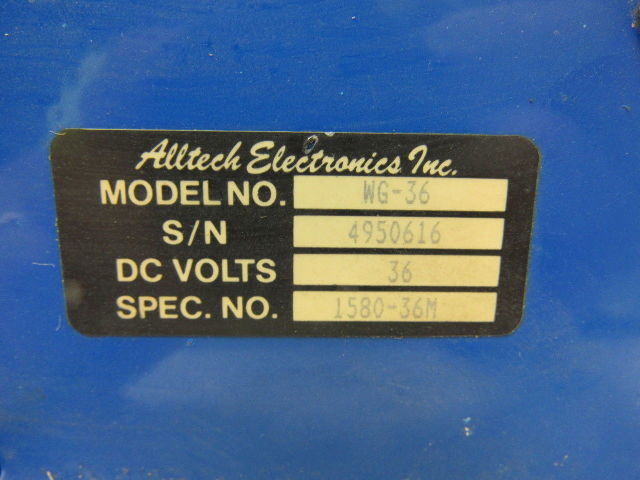 Alltech Electronics Inc.
MODEL NO. WG-36
S/N 4950616
DC VOLTS 36
SPEC. NO. 1580-36M